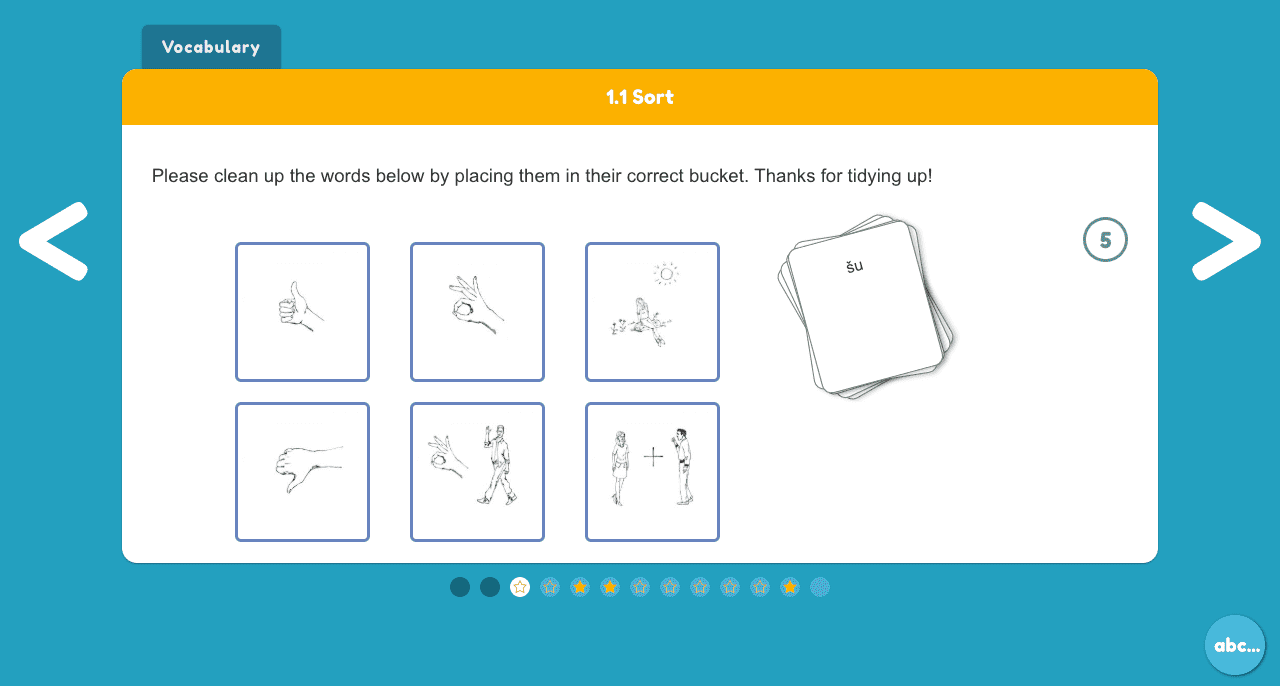 Vocabulary
1.1 Sort
Please clean up the words below by placing them in their correct bucket. Thanks for tidying up!
šu
5
abc...